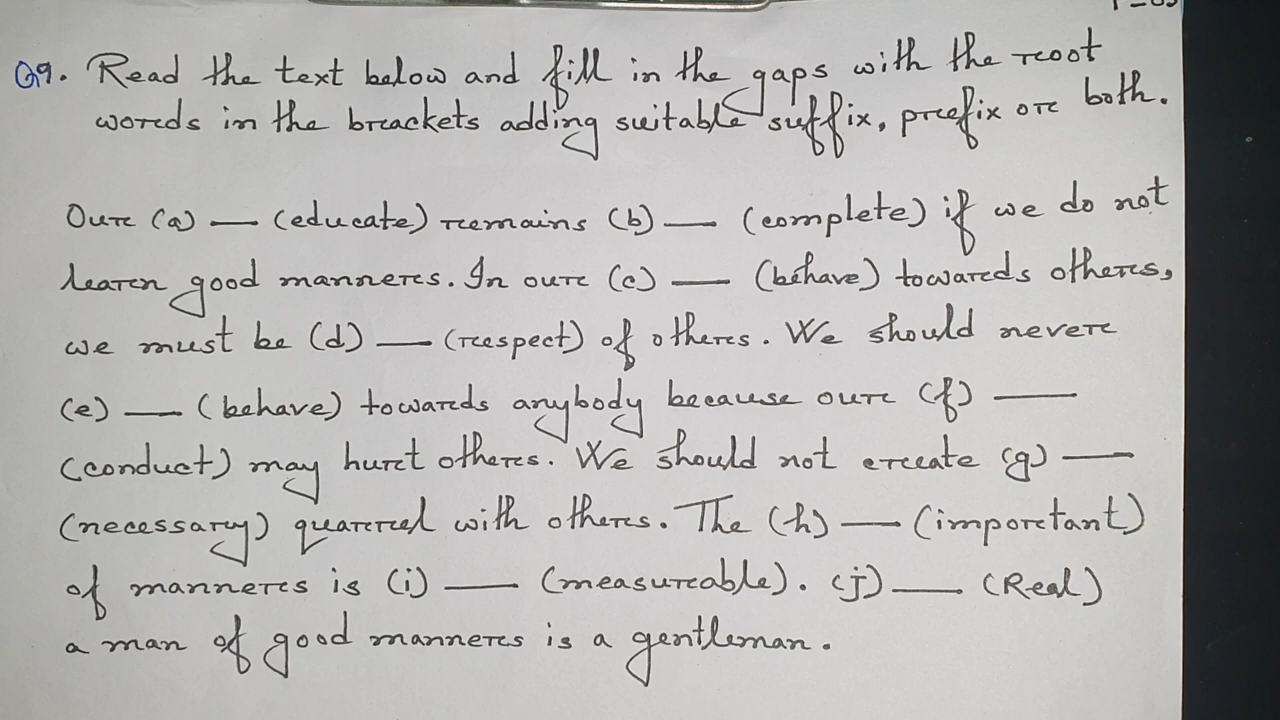 Q9. Read the text below and fill in the gaps with the root
words in the brackets adding suitable suffix, prefix or both.
Our (a) — (educate) remains (b) — (complete) if we do not
learn good manners. In our (c) — (behave) towards others,
we must be (d) — (respect) of others. We should never
(e) — (behave) towards anybody because our (f) —
(conduct) may hurt others. We should not create (g) —
(necessary) quarrel with others. The (h) — (important)
of manners is (i) — (measurable). (j) — (Real)
a man of good manners is a gentleman.